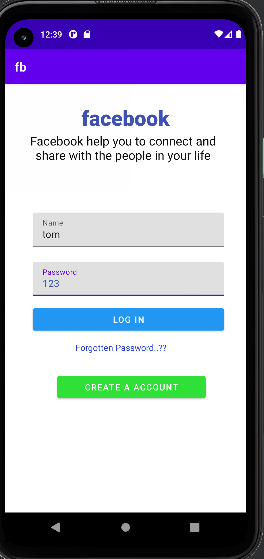 12:39
fb
facebook
Facebook help you to connect and
share with the people in your life
Name
tom
Password
123
LOG IN
Forgotten Password..??
CREATE A ACCOUNT